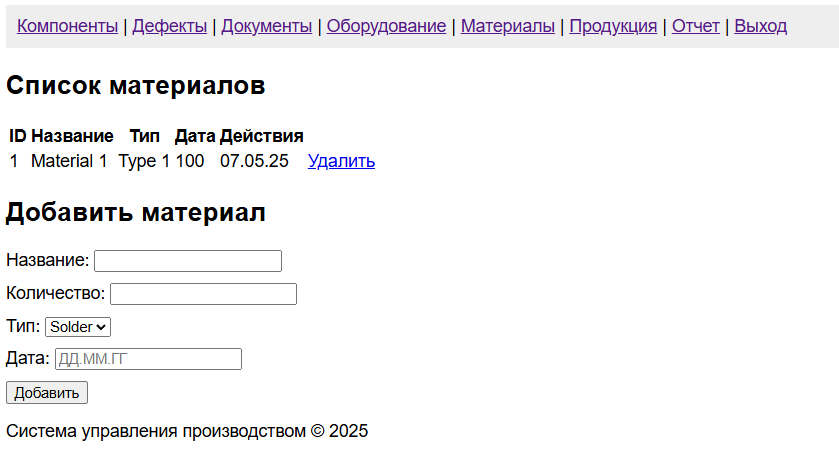 Компоненты | Дефекты | Документы | Оборудование | Материалы | Продукция | Отчет | Выход
Список материалов
ID Название Тип Дата Действия
1 Material 1 Type 1 100 07.05.25 Удалить
Добавить материал
Название:
Количество:
Тип: Solder
Дата: ДД.ММ.ГГ
Добавить
Система управления производством © 2025